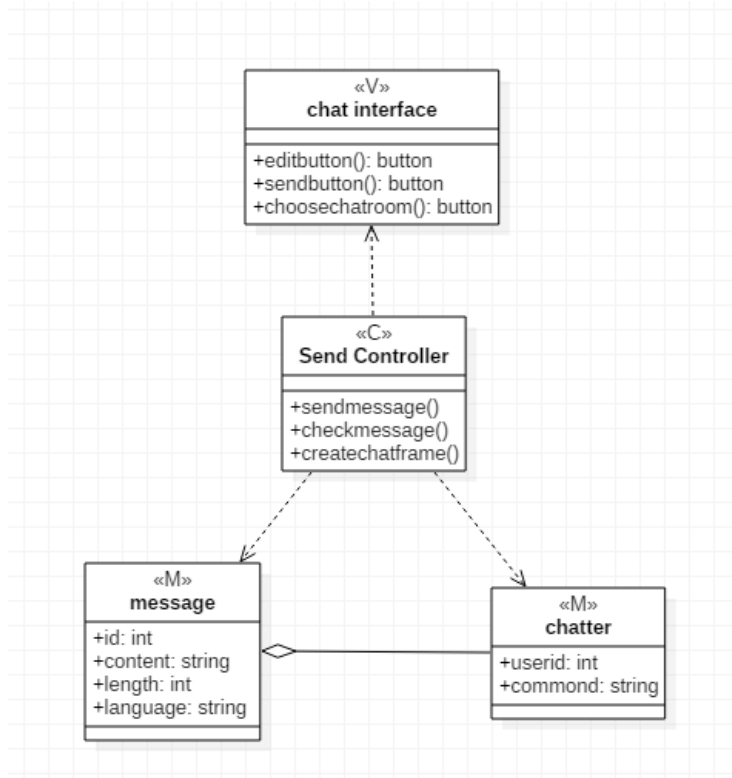 «V»
chat interface
+editbutton(): button
+sendbutton(): button
+choosechatroom(): button
«C»
Send Controller
+sendmessage()
+checkmessage()
+createchatframe()
«M»
message
+id: int
+content: string
+length: int
+language: string
«M»
chatter
+userid: int
+commond: string